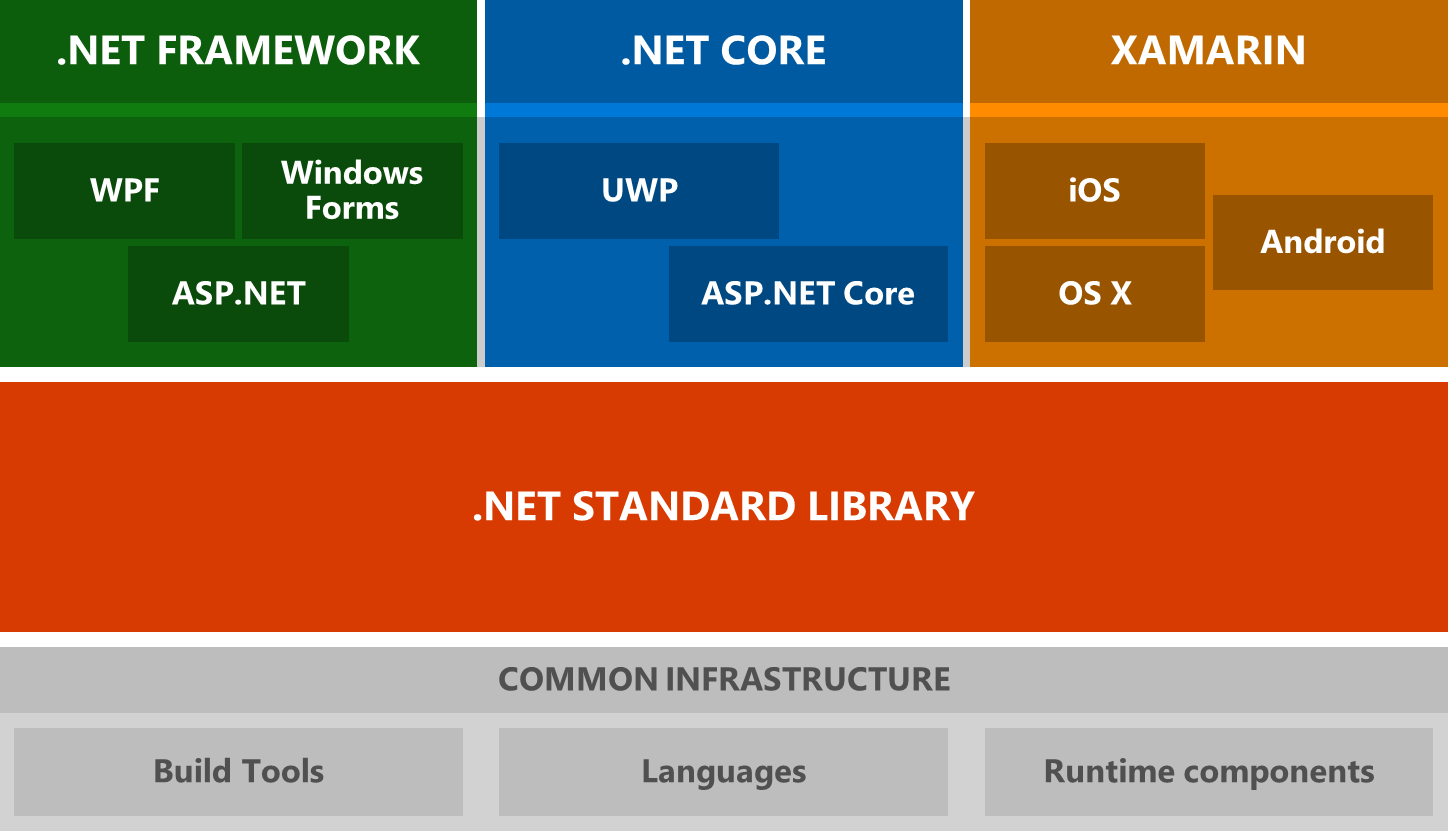 .NET FRAMEWORK
.NET CORE
XAMARIN
WPF
Windows
Forms
ASP.NET
UWP
ASP.NET Core
iOS
Android
OS X
.NET STANDARD LIBRARY
COMMON INFRASTRUCTURE
Build Tools
Languages
Runtime components